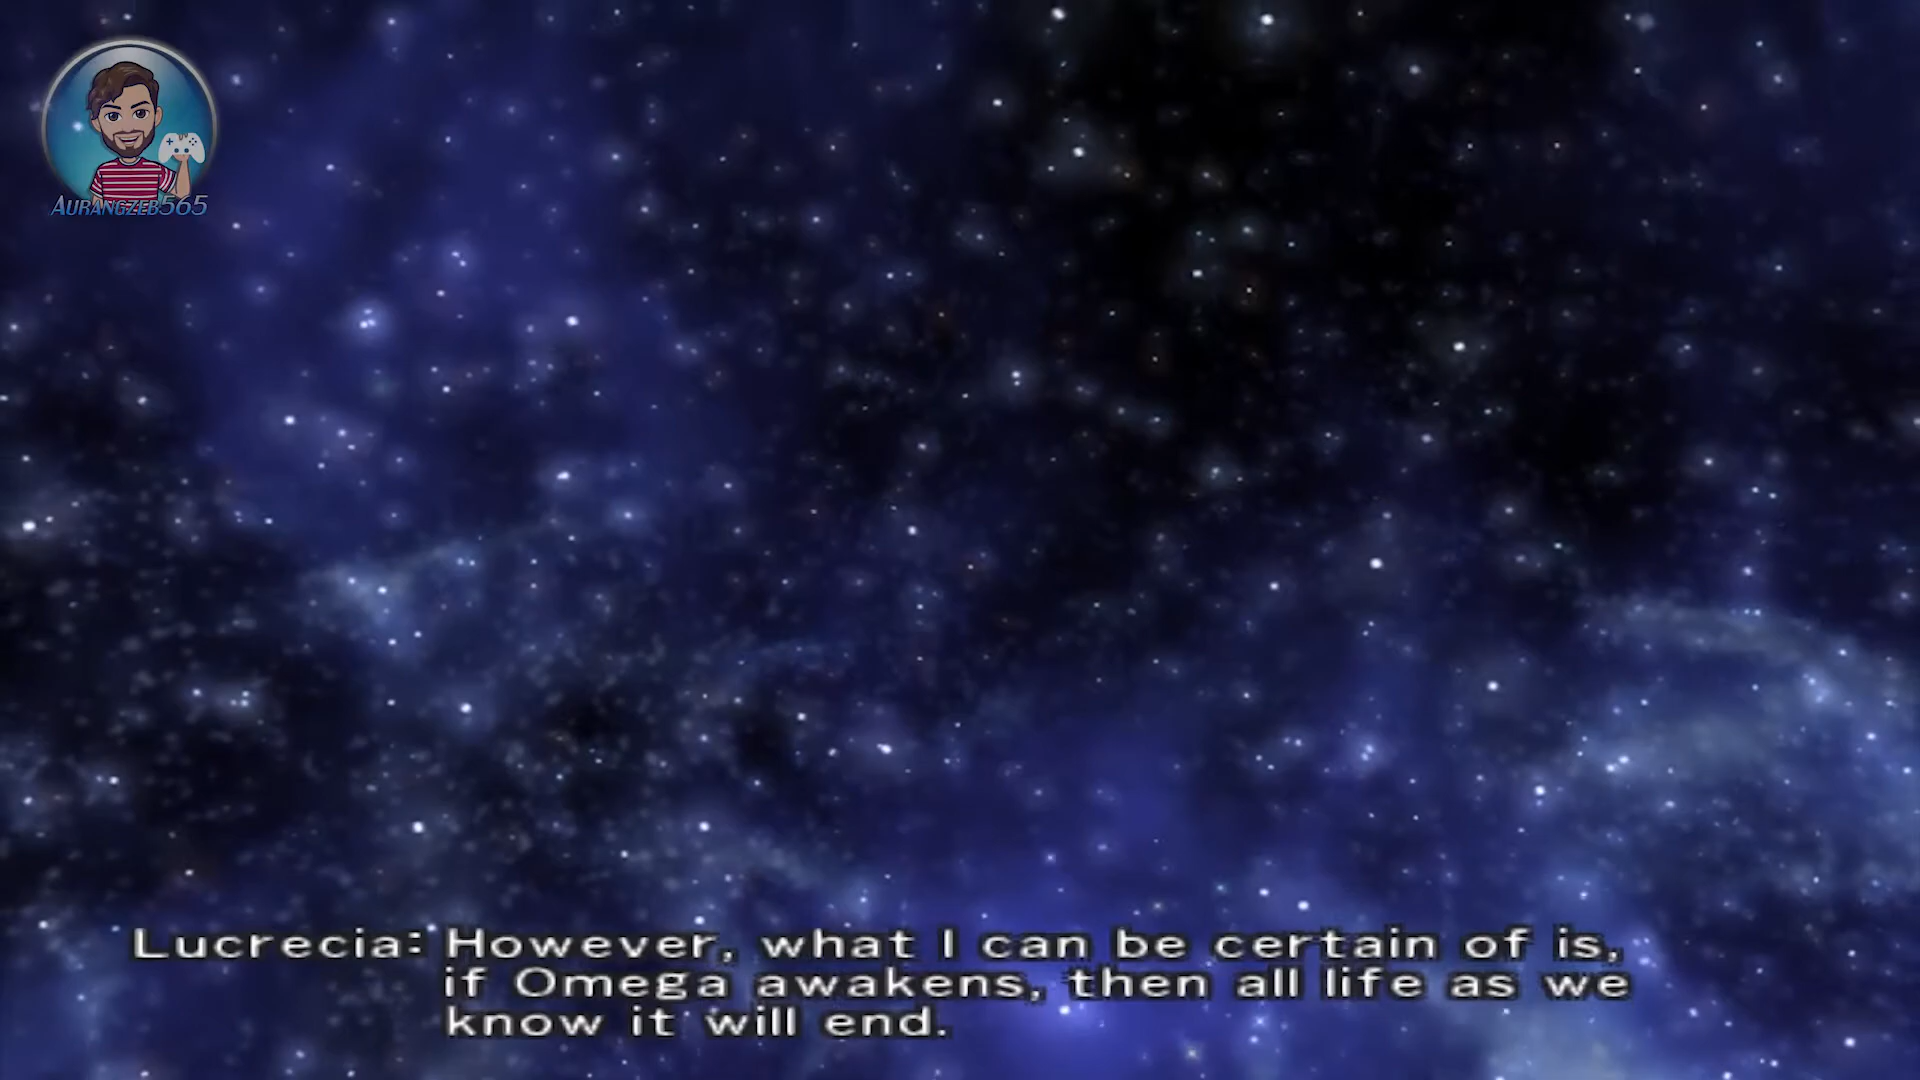 AURANGZEB565
Lucrecia: However, what I can be certain of is,
if Omega awakens, then all life as we
know it will end.